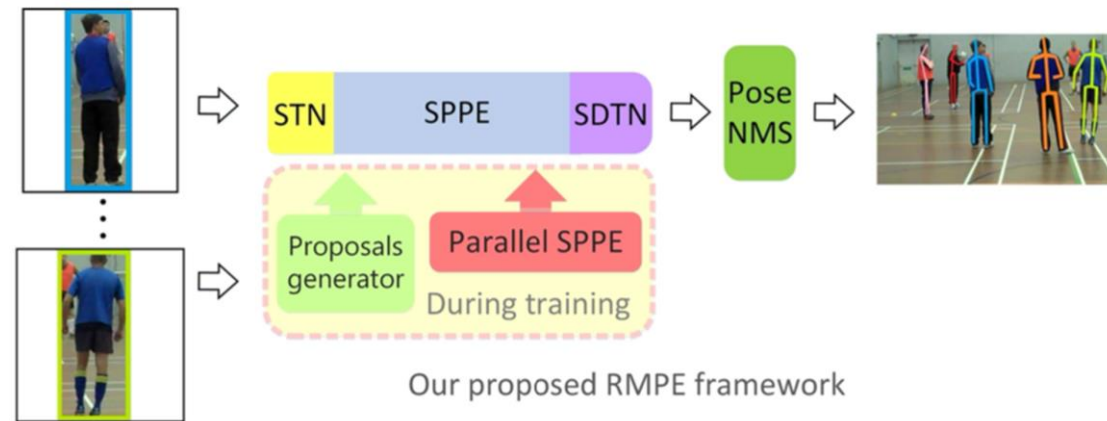 STN SPPE SDTN
Pose
NMS
Proposals
generator
Parallel SPPE
During training
Our proposed RMPE framework